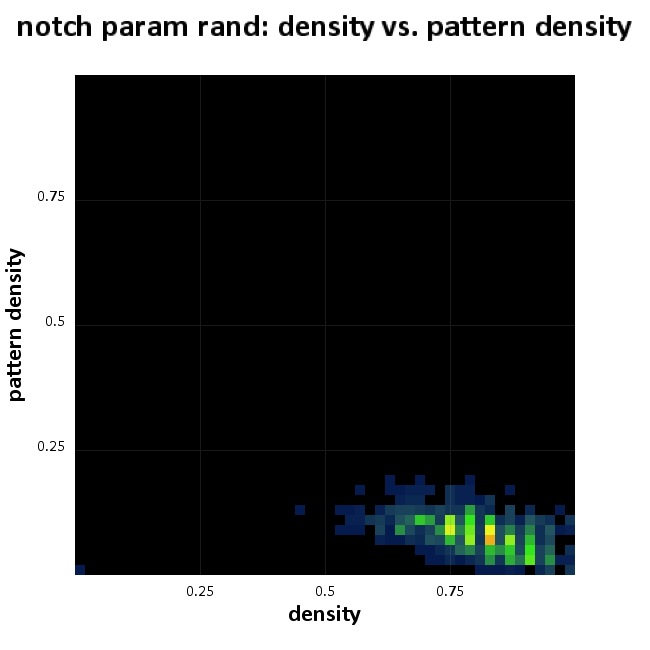 notch param rand: density vs. pattern density
0.75
0.5
0.25
pattern density
0.25 0.5 0.75
density